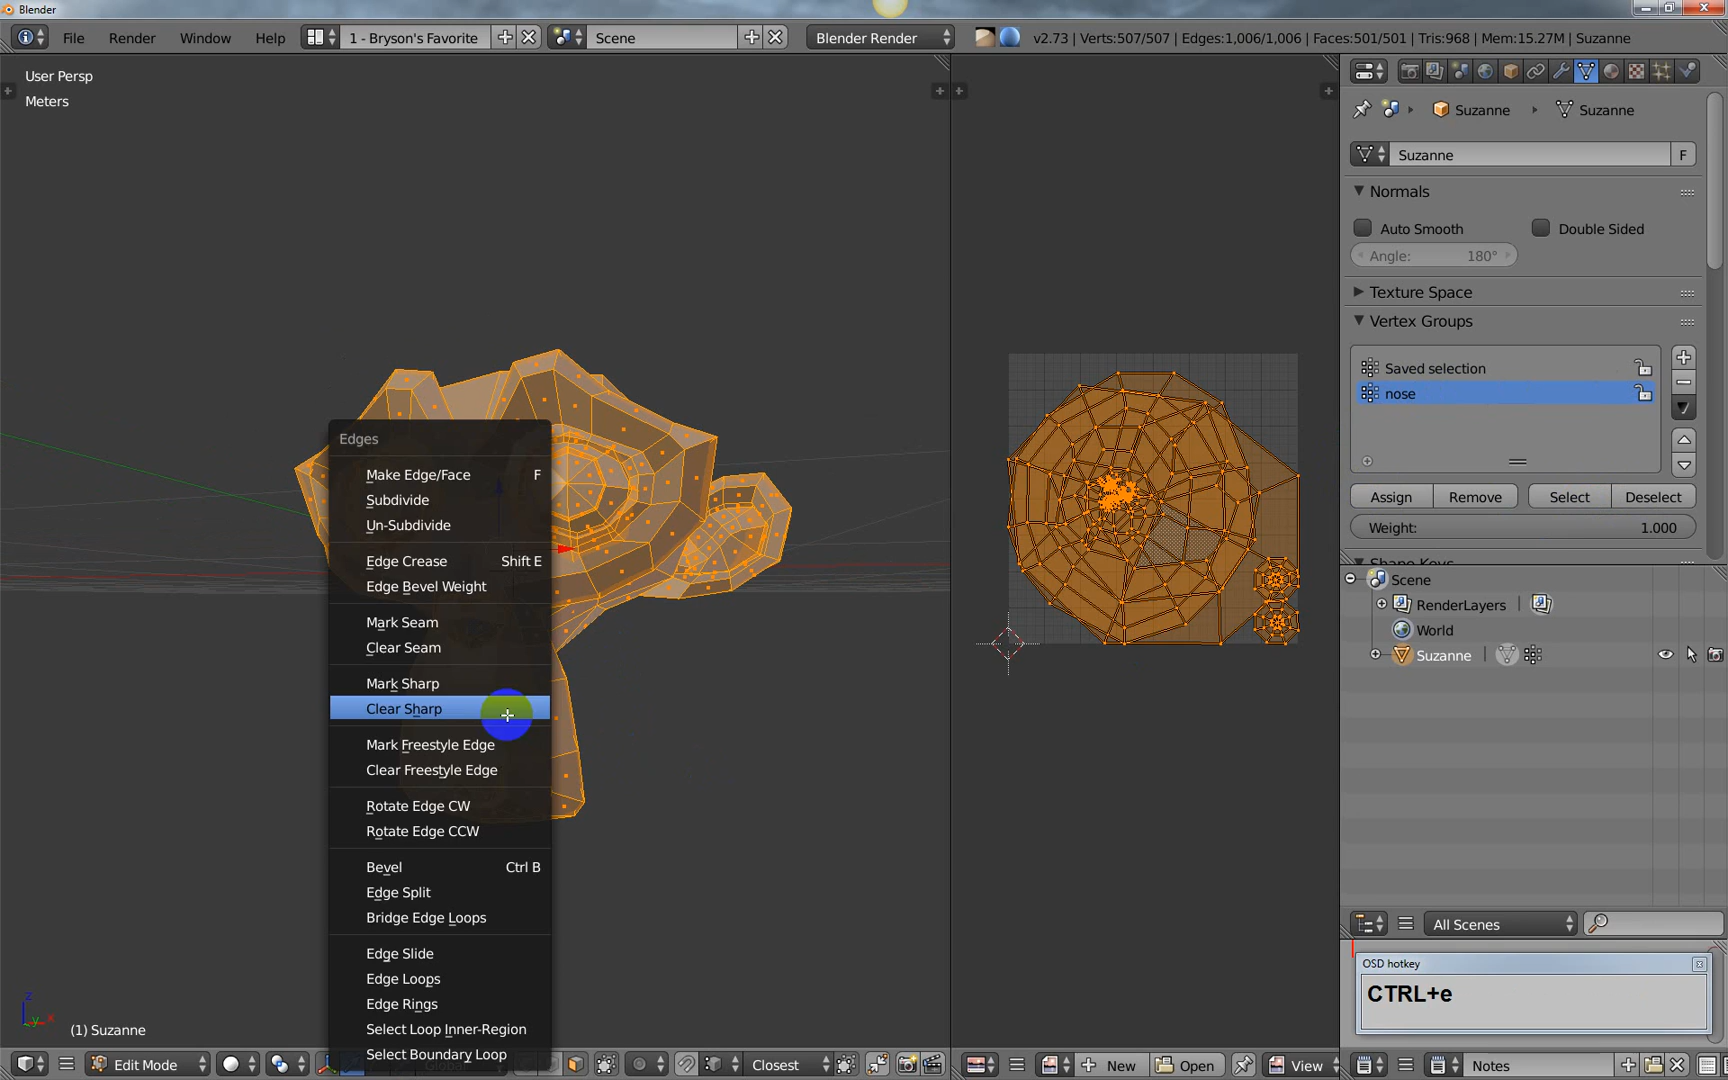 Blender
File Render Window Help 1 - Bryson's Favorite Scene Blender Render v2.73 | Verts:507/507 | Edges:1,006/1,006 | Faces:501/501 | Tris:968 | Mem:15.27M | Suzanne
User Persp
Meters
Suzanne Suzanne
Suzanne F
Normals
Auto Smooth Double Sided
Angle: 180°
Texture Space
Vertex Groups
Saved selection
nose
Assign Remove Select Deselect
Weight: 1.000
Shape Keys
Scene
RenderLayers
World
Suzanne
All Scenes
OSD hotkey
CTRL+e
Edges
Make Edge/Face F
Subdivide
Un-Subdivide
Edge Crease Shift E
Edge Bevel Weight
Mark Seam
Clear Seam
Mark Sharp
Clear Sharp
Mark Freestyle Edge
Clear Freestyle Edge
Rotate Edge CW
Rotate Edge CCW
Bevel Ctrl B
Edge Split
Bridge Edge Loops
Edge Slide
Edge Loops
Edge Rings
Select Loop Inner-Region
Select Boundary Loop
z
y x
(1) Suzanne
Edit Mode Global Closest New Open View Notes